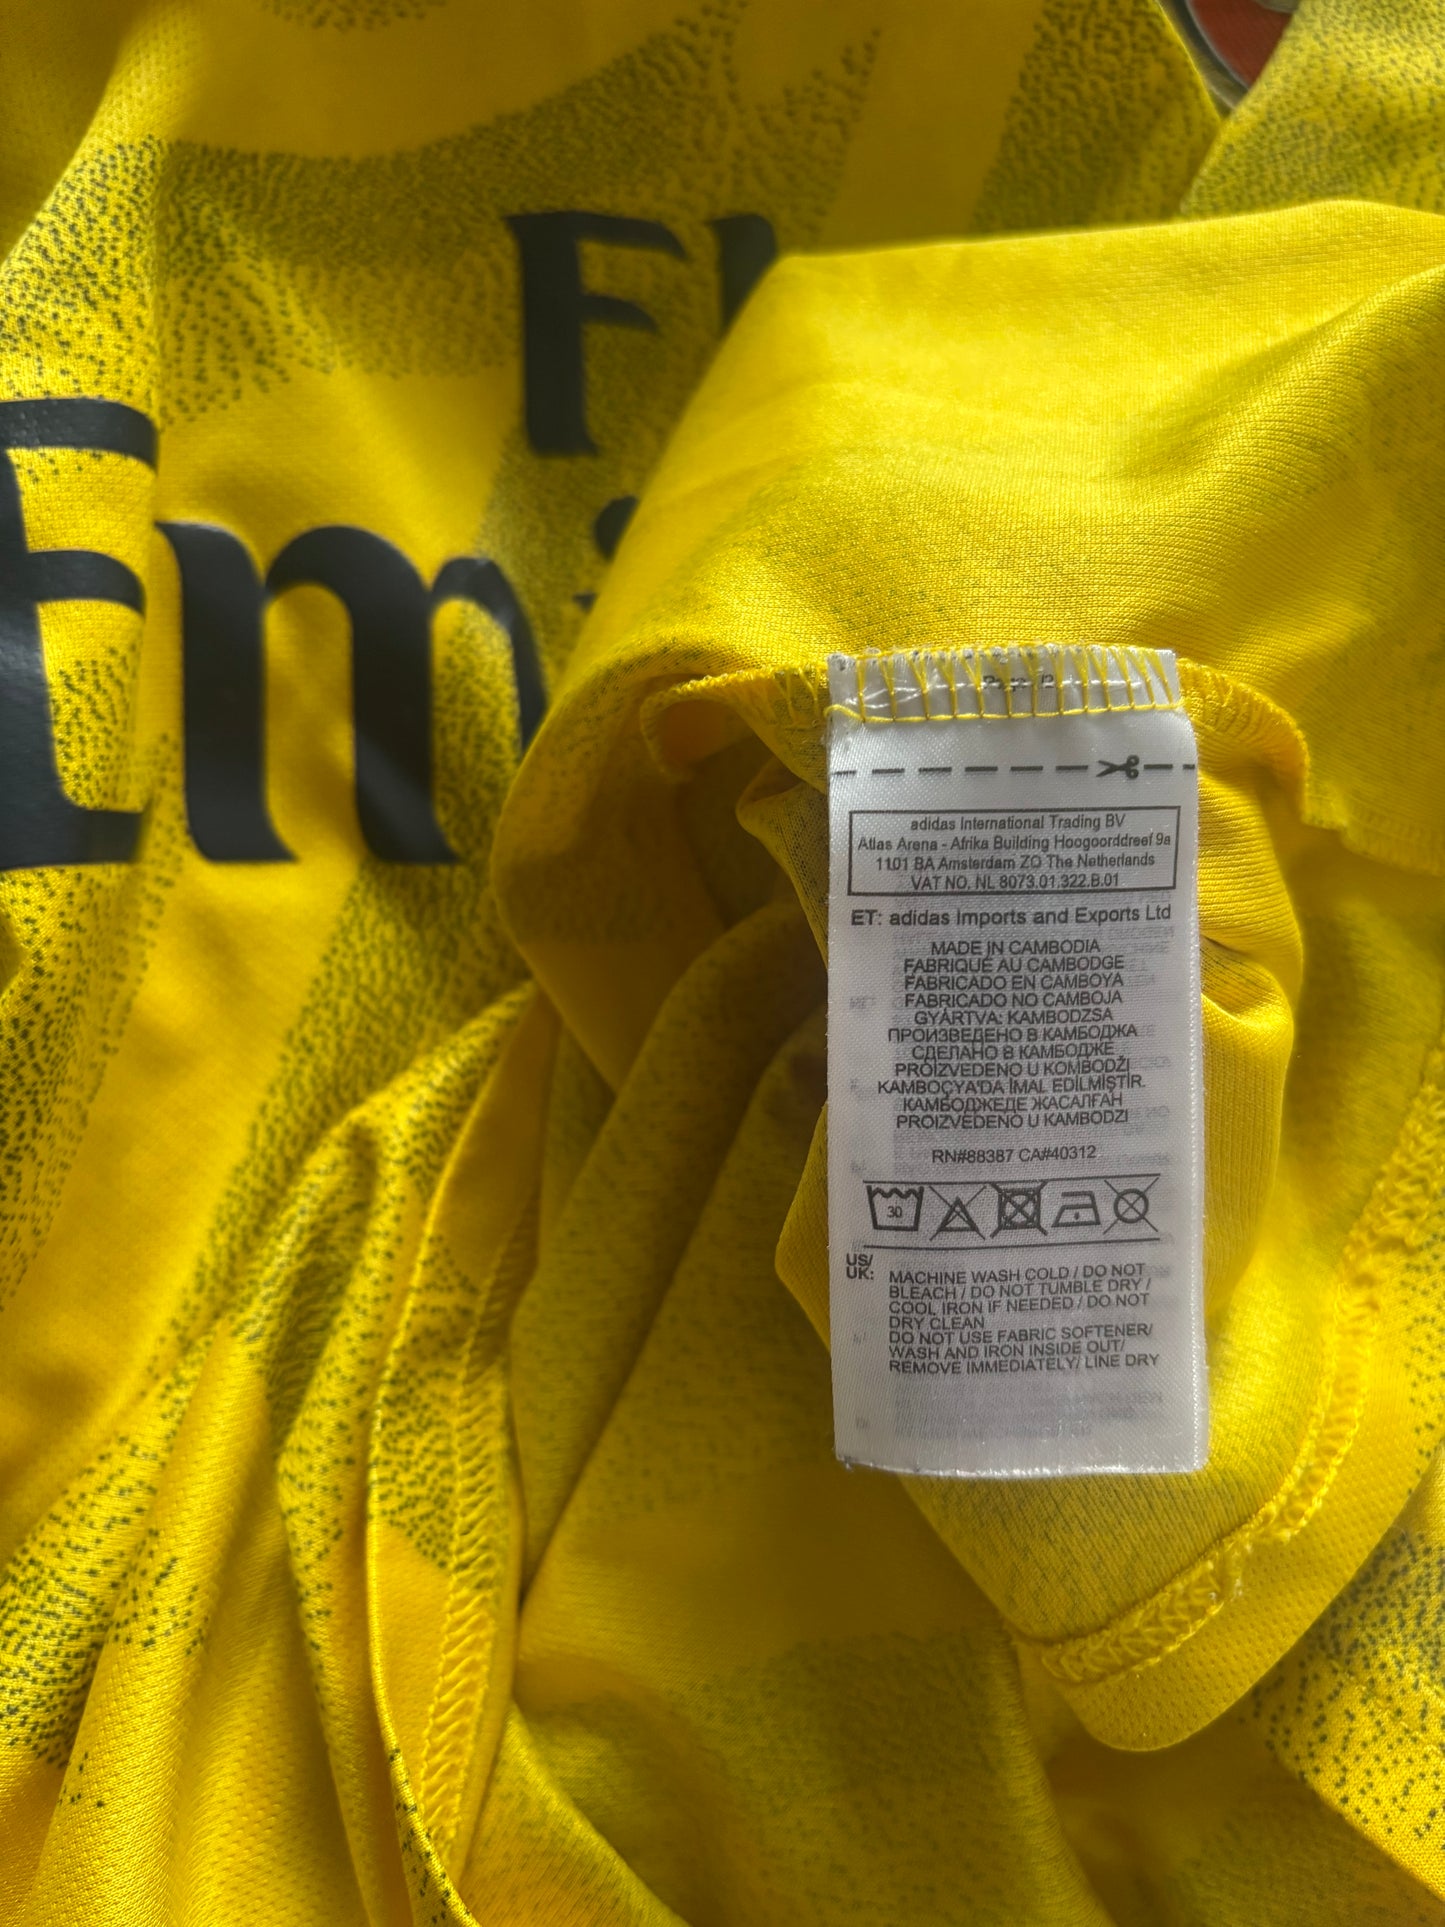 Fl
Em
adidas International Trading BV
Atlas Arena - Afrika Building Hoogoorddreef 9a
1101 BA Amsterdam ZO The Netherlands
VAT NO. NL 8073.01.322.B.01
ET: adidas Imports and Exports Ltd
MADE IN CAMBODIA
FABRIQUÉ AU CAMBODGE
FABRICADO EN CAMBOYA
FABRICADO NO CAMBOJA
GYÁRTVA: KAMBODZSA
ПРОИЗВЕДЕНО В КАМБОДЖА
СДЕЛАНО В КАМБОДЖЕ
PROIZVEDENO U KOMBODŽI
KAMBOÇYA'DA İMAL EDİLMİŞTİR.
КАМБОДЖЕДЕ ЖАСАЛҒАН
PROIZVEDENO U KAMBODZI
RN#88387 CA#40312
30
US/
UK:
MACHINE WASH COLD / DO NOT
BLEACH / DO NOT TUMBLE DRY /
COOL IRON IF NEEDED / DO NOT
DRY CLEAN
DO NOT USE FABRIC SOFTENER/
WASH AND IRON INSIDE OUT/
REMOVE IMMEDIATELY/ LINE DRY